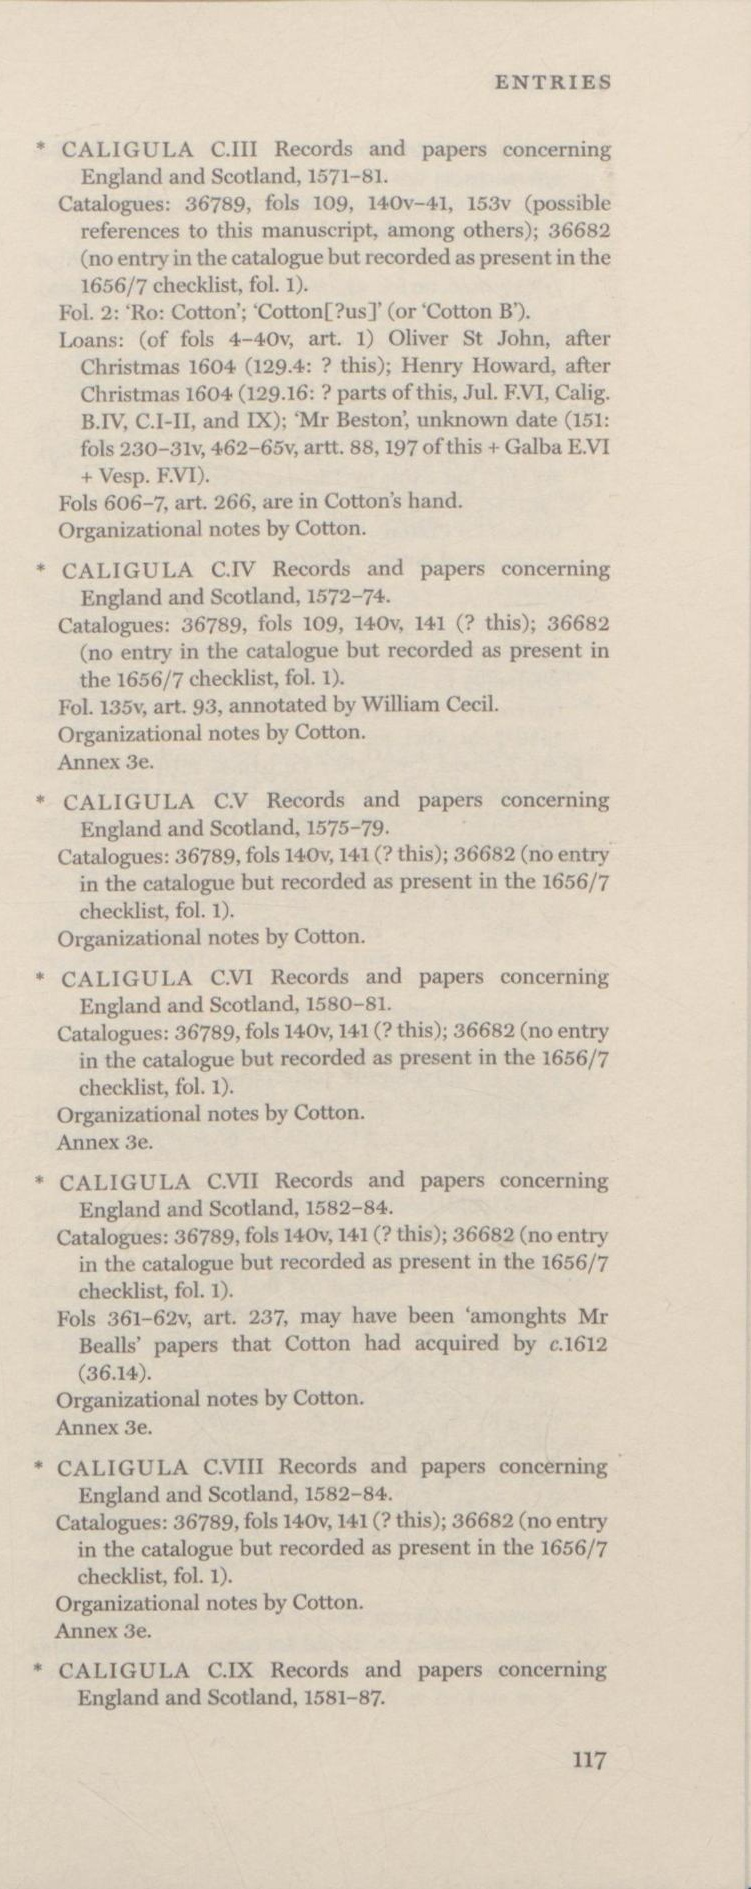 ENTRIES
* CALIGULA C.III Records and papers concerning
England and Scotland, 1571–81.
Catalogues: 36789, fols 109, 140v–41, 153v (possible
references to this manuscript, among others); 36682
(no entry in the catalogue but recorded as present in the
1656/7 checklist, fol. 1).
Fol. 2: ‘Ro: Cotton’; ‘Cotton[?us]’ (or ‘Cotton B’).
Loans: (of fols 4–40v, art. 1) Oliver St John, after
Christmas 1604 (129.4: ? this); Henry Howard, after
Christmas 1604 (129.16: ? parts of this, Jul. F.VI, Calig.
B.IV, C.I-II, and IX); ‘Mr Beston’, unknown date (151:
fols 230–31v, 462–65v, artt. 88, 197 of this + Galba E.VI
+ Vesp. F.VI).
Fols 606–7, art. 266, are in Cotton’s hand.
Organizational notes by Cotton.
* CALIGULA C.IV Records and papers concerning
England and Scotland, 1572–74.
Catalogues: 36789, fols 109, 140v, 141 (? this); 36682
(no entry in the catalogue but recorded as present in
the 1656/7 checklist, fol. 1).
Fol. 135v, art. 93, annotated by William Cecil.
Organizational notes by Cotton.
Annex 3e.
* CALIGULA C.V Records and papers concerning
England and Scotland, 1575–79.
Catalogues: 36789, fols 140v, 141 (? this); 36682 (no entry
in the catalogue but recorded as present in the 1656/7
checklist, fol. 1).
Organizational notes by Cotton.
* CALIGULA C.VI Records and papers concerning
England and Scotland, 1580–81.
Catalogues: 36789, fols 140v, 141 (? this); 36682 (no entry
in the catalogue but recorded as present in the 1656/7
checklist, fol. 1).
Organizational notes by Cotton.
Annex 3e.
* CALIGULA C.VII Records and papers concerning
England and Scotland, 1582–84.
Catalogues: 36789, fols 140v, 141 (? this); 36682 (no entry
in the catalogue but recorded as present in the 1656/7
checklist, fol. 1).
Fols 361–62v, art. 237, may have been ‘amonghts Mr
Bealls’ papers that Cotton had acquired by c.1612
(36.14).
Organizational notes by Cotton.
Annex 3e.
* CALIGULA C.VIII Records and papers concerning
England and Scotland, 1582–84.
Catalogues: 36789, fols 140v, 141 (? this); 36682 (no entry
in the catalogue but recorded as present in the 1656/7
checklist, fol. 1).
Organizational notes by Cotton.
Annex 3e.
* CALIGULA C.IX Records and papers concerning
England and Scotland, 1581–87.
117